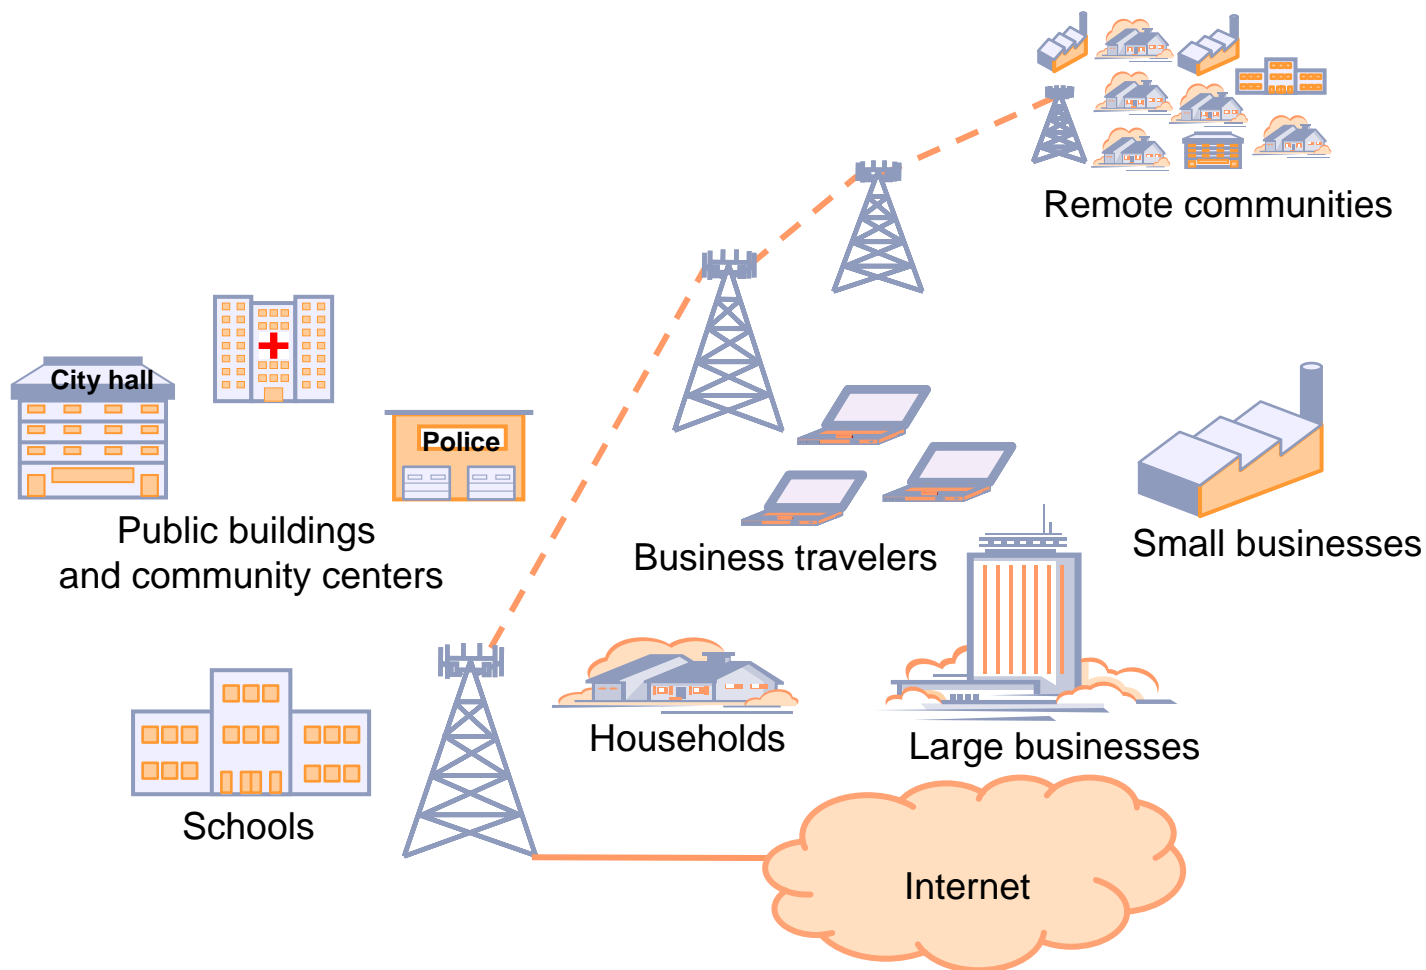 Remote communities
City hall
Police
Public buildings
and community centers
Business travelers
Small businesses
Households
Large businesses
Schools
Internet